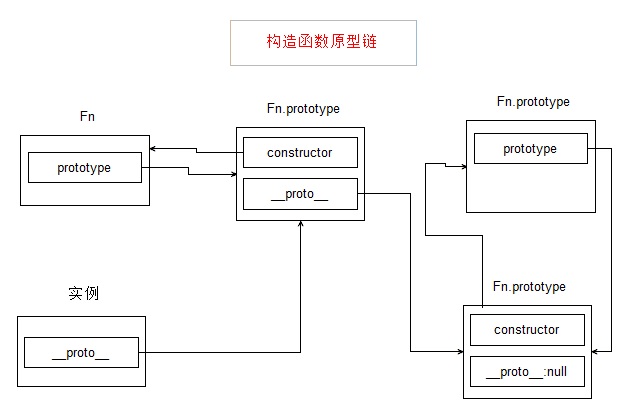 构造函数原型链
Fn
prototype
Fn.prototype
constructor
__proto__
Fn.prototype
prototype
实例
__proto__
Fn.prototype
constructor
__proto__:null